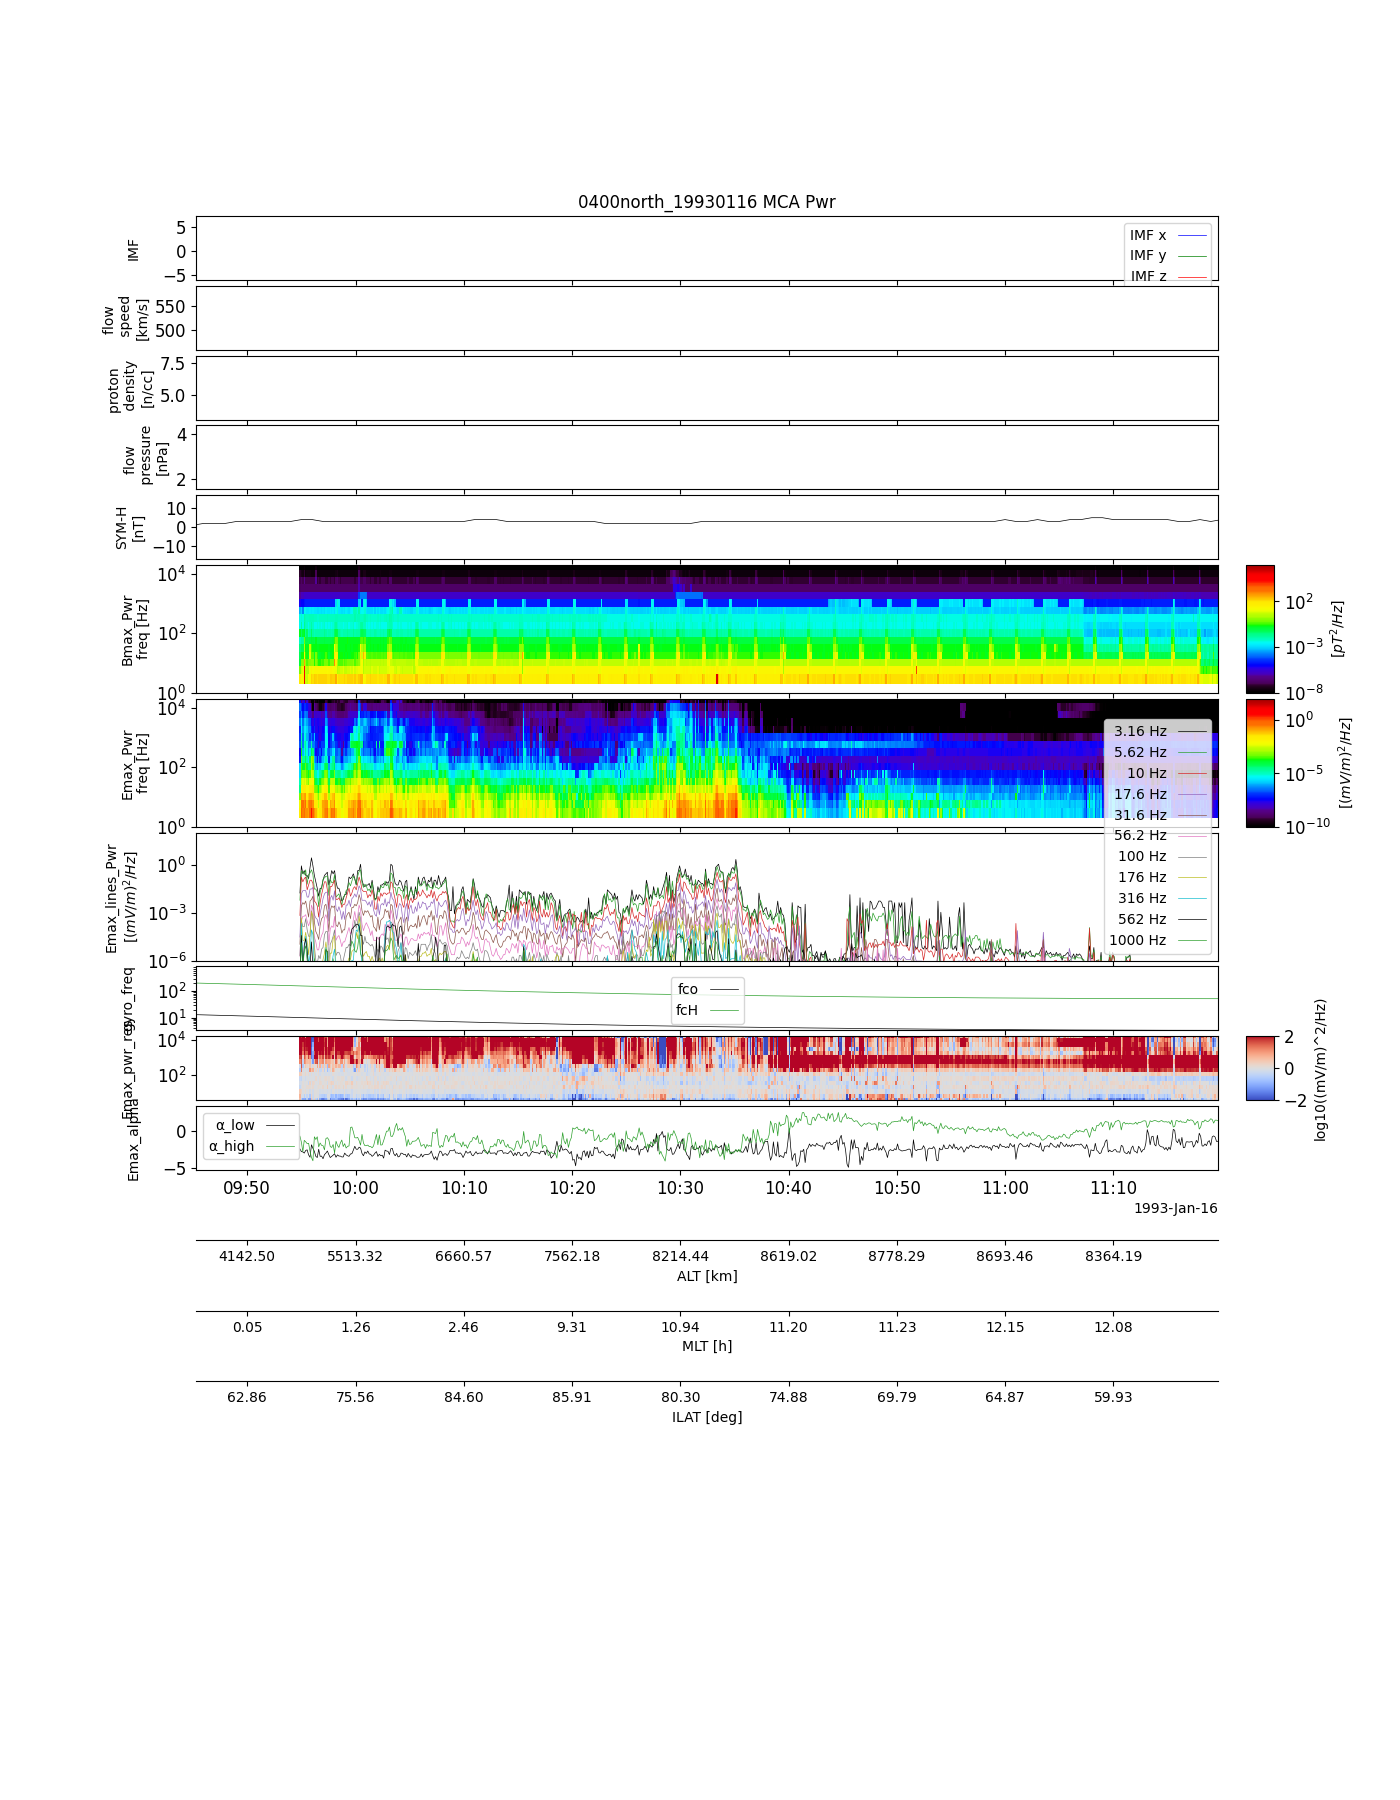 0400north_19930116 MCA Pwr
IMF
5
0
−5
IMF x
IMF y
IMF z
flow
speed
[km/s]
550
500
proton
density
[n/cc]
7.5
5.0
flow
pressure
[nPa]
4
2
SYM-H
[nT]
10
0
−10
Bmax_Pwr
freq [Hz]
10^4
10^2
10^0
10^2
10^-3
10^-8
[pT^2/Hz]
Emax_Pwr
freq [Hz]
10^4
10^2
10^0
10^0
10^-5
10^-10
[(mV/m)^2/Hz]
3.16 Hz
5.62 Hz
10 Hz
17.6 Hz
31.6 Hz
56.2 Hz
100 Hz
176 Hz
316 Hz
562 Hz
1000 Hz
Emax_lines_Pwr
[(mV/m)^2/Hz]
10^0
10^-3
10^-6
gyro_freq
10^2
10^1
fco
fcH
Emax_pwr_reg
10^4
10^2
2
0
−2
log10((mV/m)^2/Hz)
Emax_alpha
0
−5
α_low
α_high
09:50 10:00 10:10 10:20 10:30 10:40 10:50 11:00 11:10
1993-Jan-16
4142.50 5513.32 6660.57 7562.18 8214.44 8619.02 8778.29 8693.46 8364.19
ALT [km]
0.05 1.26 2.46 9.31 10.94 11.20 11.23 12.15 12.08
MLT [h]
62.86 75.56 84.60 85.91 80.30 74.88 69.79 64.87 59.93
ILAT [deg]